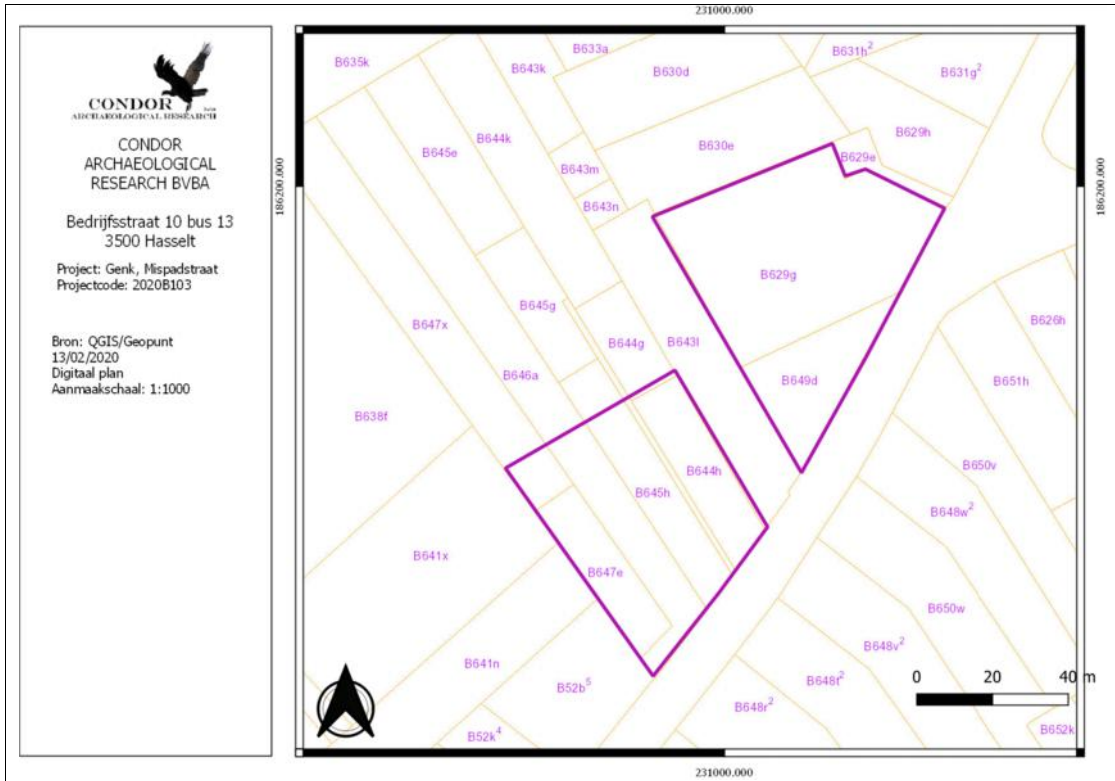 CONDOR
ARCHAEOLOGICAL RESEARCH
CONDOR
ARCHAEOLOGICAL
RESEARCH BVBA
Bedrijfsstraat 10 bus 13
3500 Hasselt
Project: Genk, Mispadstraat
Projectcode: 2020B103
Bron: QGIS/Geopunt
13/02/2020
Digitaal plan
Aanmaakschaal: 1:1000
231000.000
186200.000
186200.000
B635k
B643k
B633a
B630d
B631h²
B631g²
B645e
B644k
B643m
B643n
B630e
B629e
B629h
B629g
B647x
B645g
B644g
B643l
B646a
B649d
B626h
B651h
B638f
B645h
B644h
B650v
B648w²
B641x
B647e
B650w
B641n
B52b⁵
B648v²
B648t²
B648r²
B52k⁴
B652k
0 20 40 m
231000.000